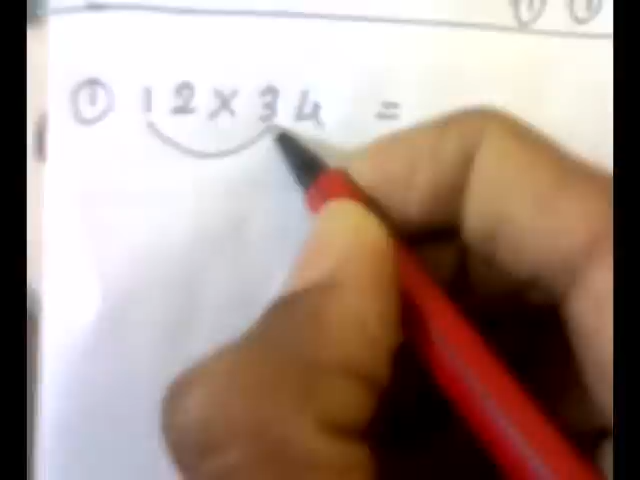 ① 12 x 34 =